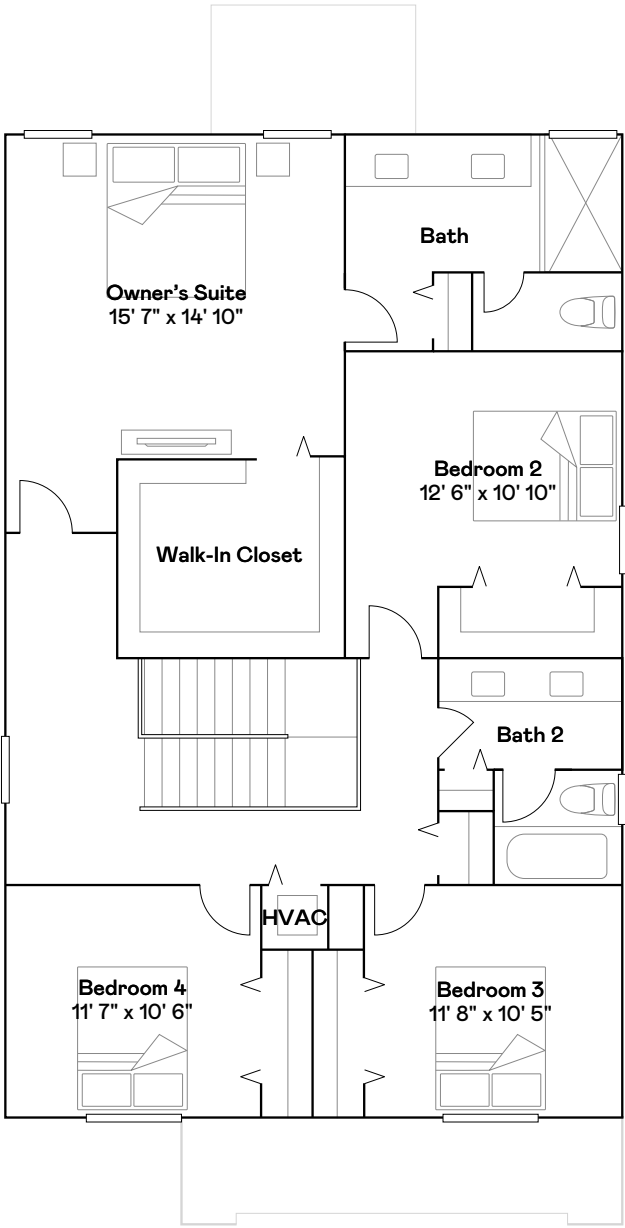 Bath
Owner's Suite
15' 7" x 14' 10"
Bedroom 2
12' 6" x 10' 10"
Walk-In Closet
Bath 2
HVAC
Bedroom 4
11' 7" x 10' 6"
Bedroom 3
11' 8" x 10' 5"